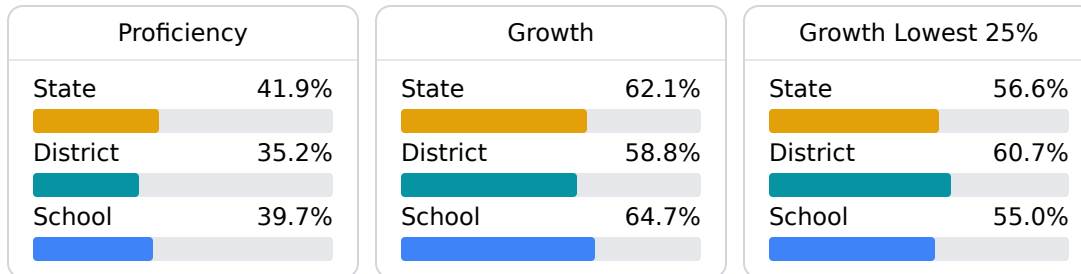 Proficiency
State 41.9%
District 35.2%
School 39.7%
Growth
State 62.1%
District 58.8%
School 64.7%
Growth Lowest 25%
State 56.6%
District 60.7%
School 55.0%